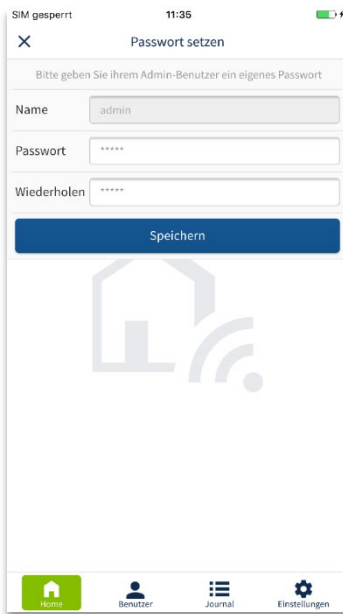 SIM gesperrt 11:35
Passwort setzen
Bitte geben Sie ihrem Admin-Benutzer ein eigenes Passwort
Name admin
Passwort *****
Wiederholen *****
Speichern
Home Benutzer Journal Einstellungen